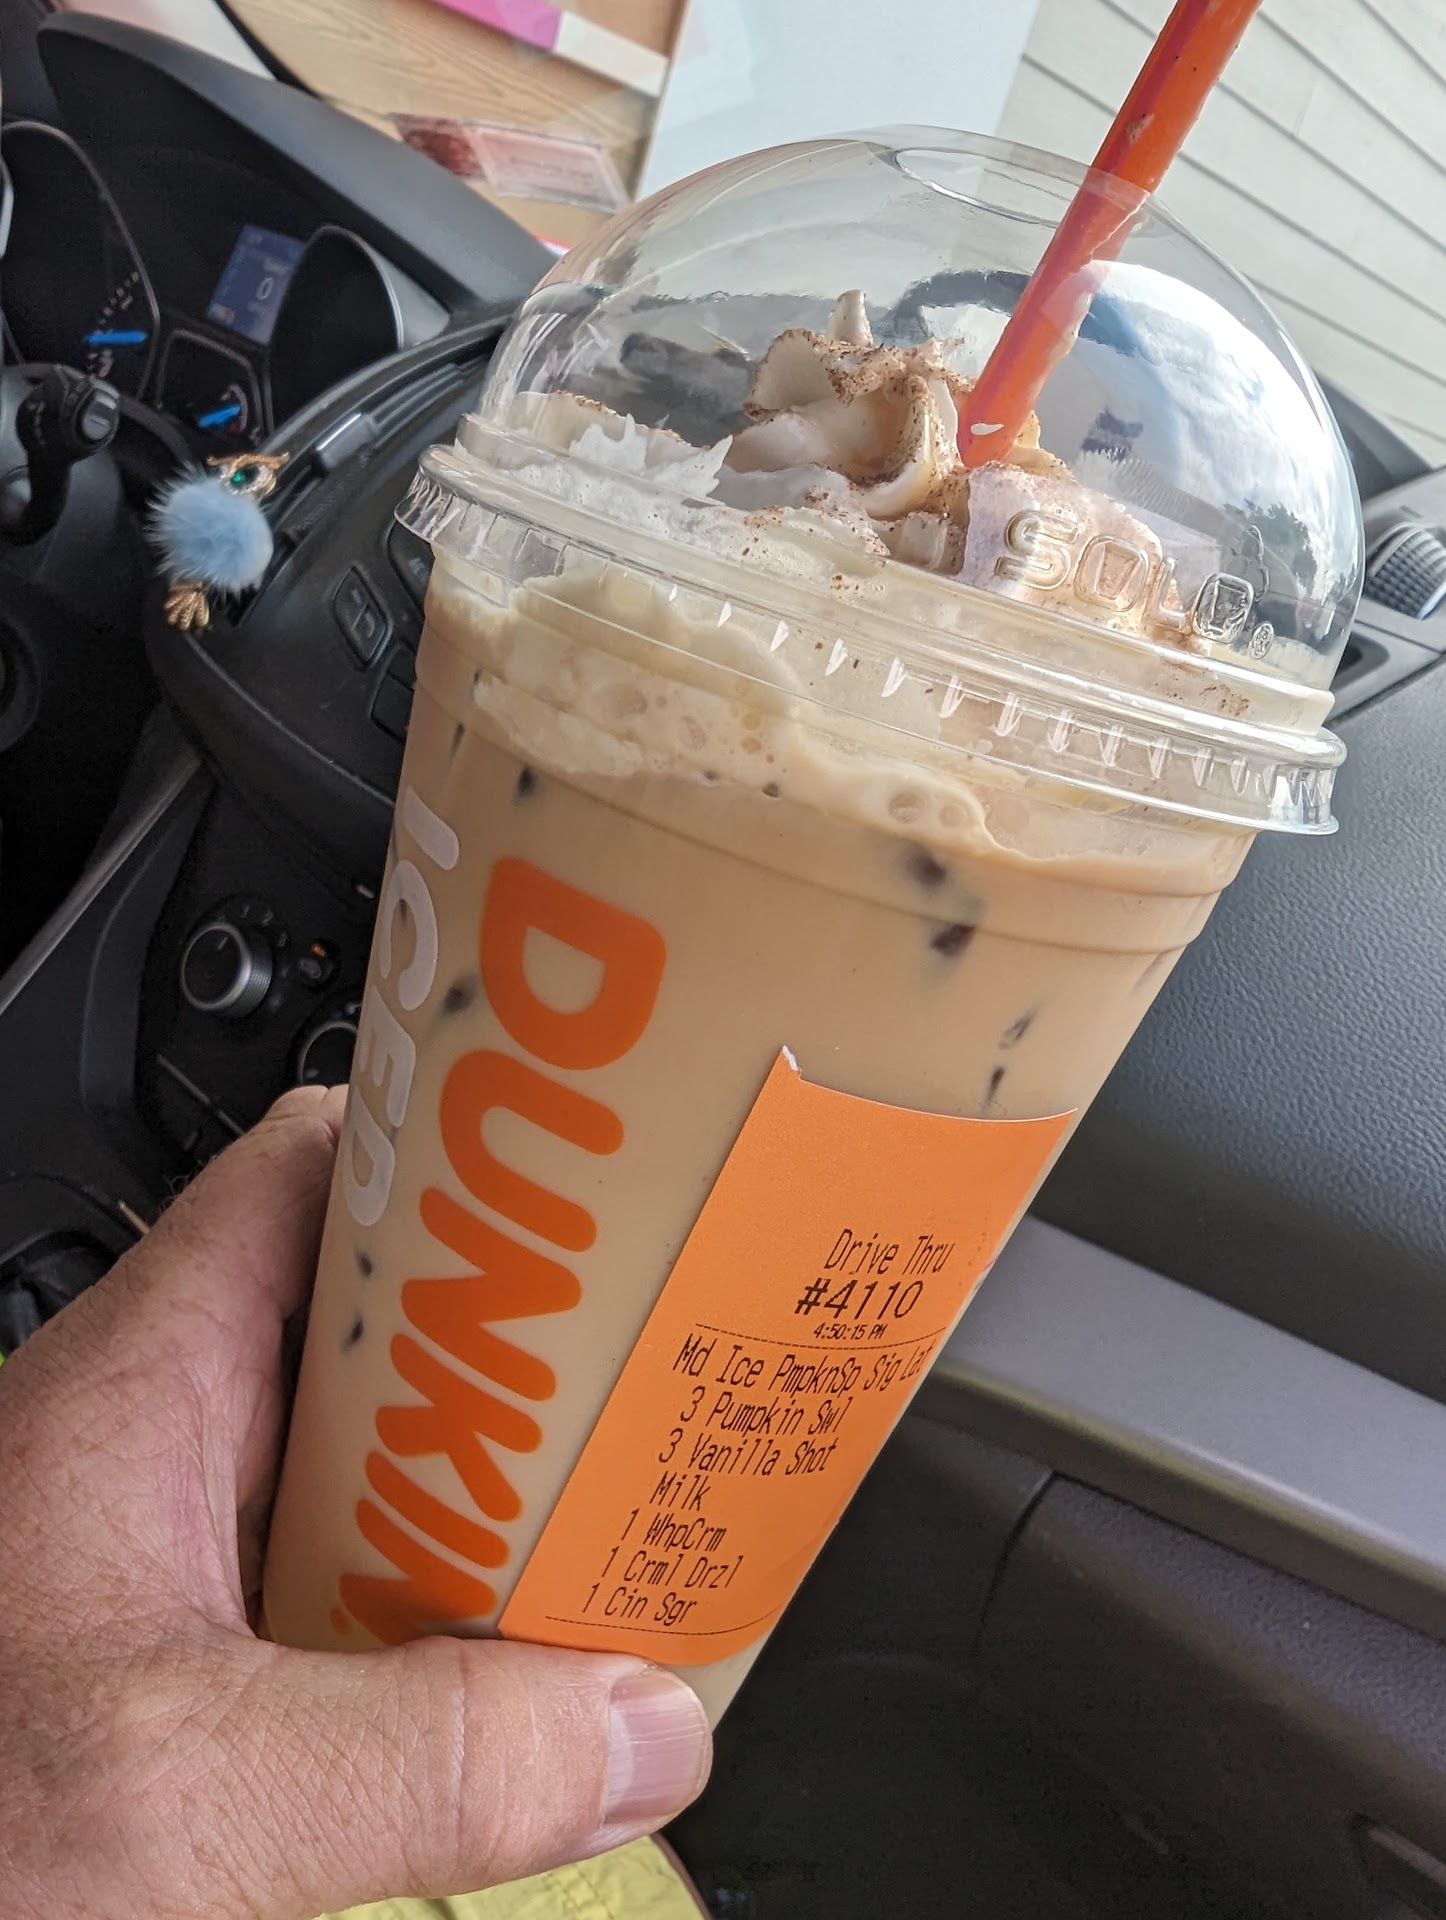 SOLO®
ICED
DUNKIN'
Drive Thru
#4110
4:50:15 PM
Md Ice PmpknSp Sig Lat
3 Pumpkin Swl
3 Vanilla Shot
Milk
1 WhpCrm
1 Crml Drzl
1 Cin Sgr
0